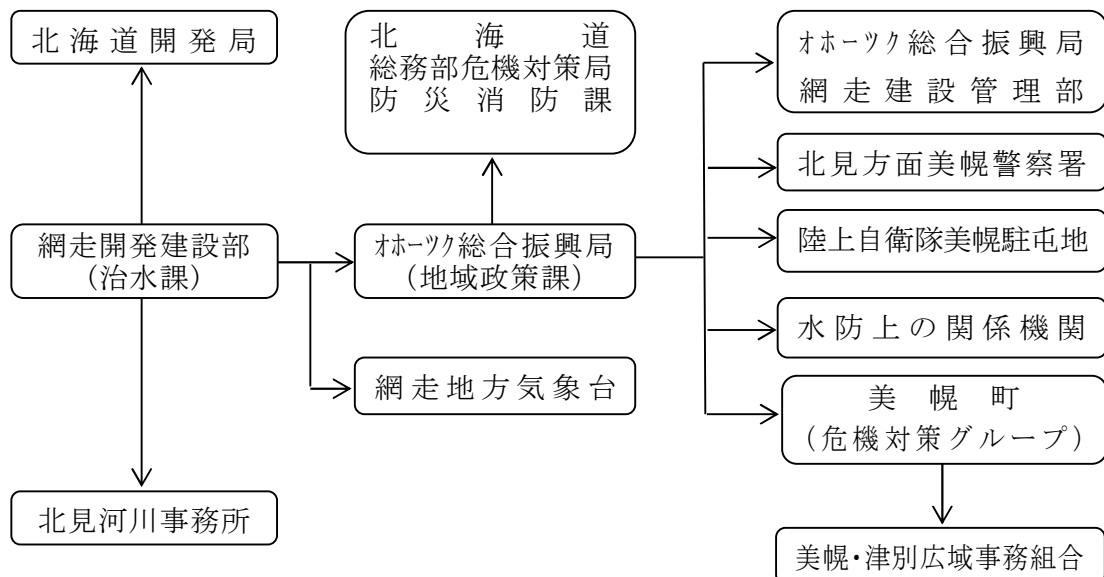 北海道開発局
北海道
総務部危機対策局
防災消防課
ｵﾎｰﾂｸ総合振興局
網走建設管理部
北見方面美幌警察署
陸上自衛隊美幌駐屯地
網走開発建設部
(治水課)
ｵﾎｰﾂｸ総合振興局
(地域政策課)
水防上の関係機関
網走地方気象台
美幌町
(危機対策グループ)
北見河川事務所
美幌・津別広域事務組合